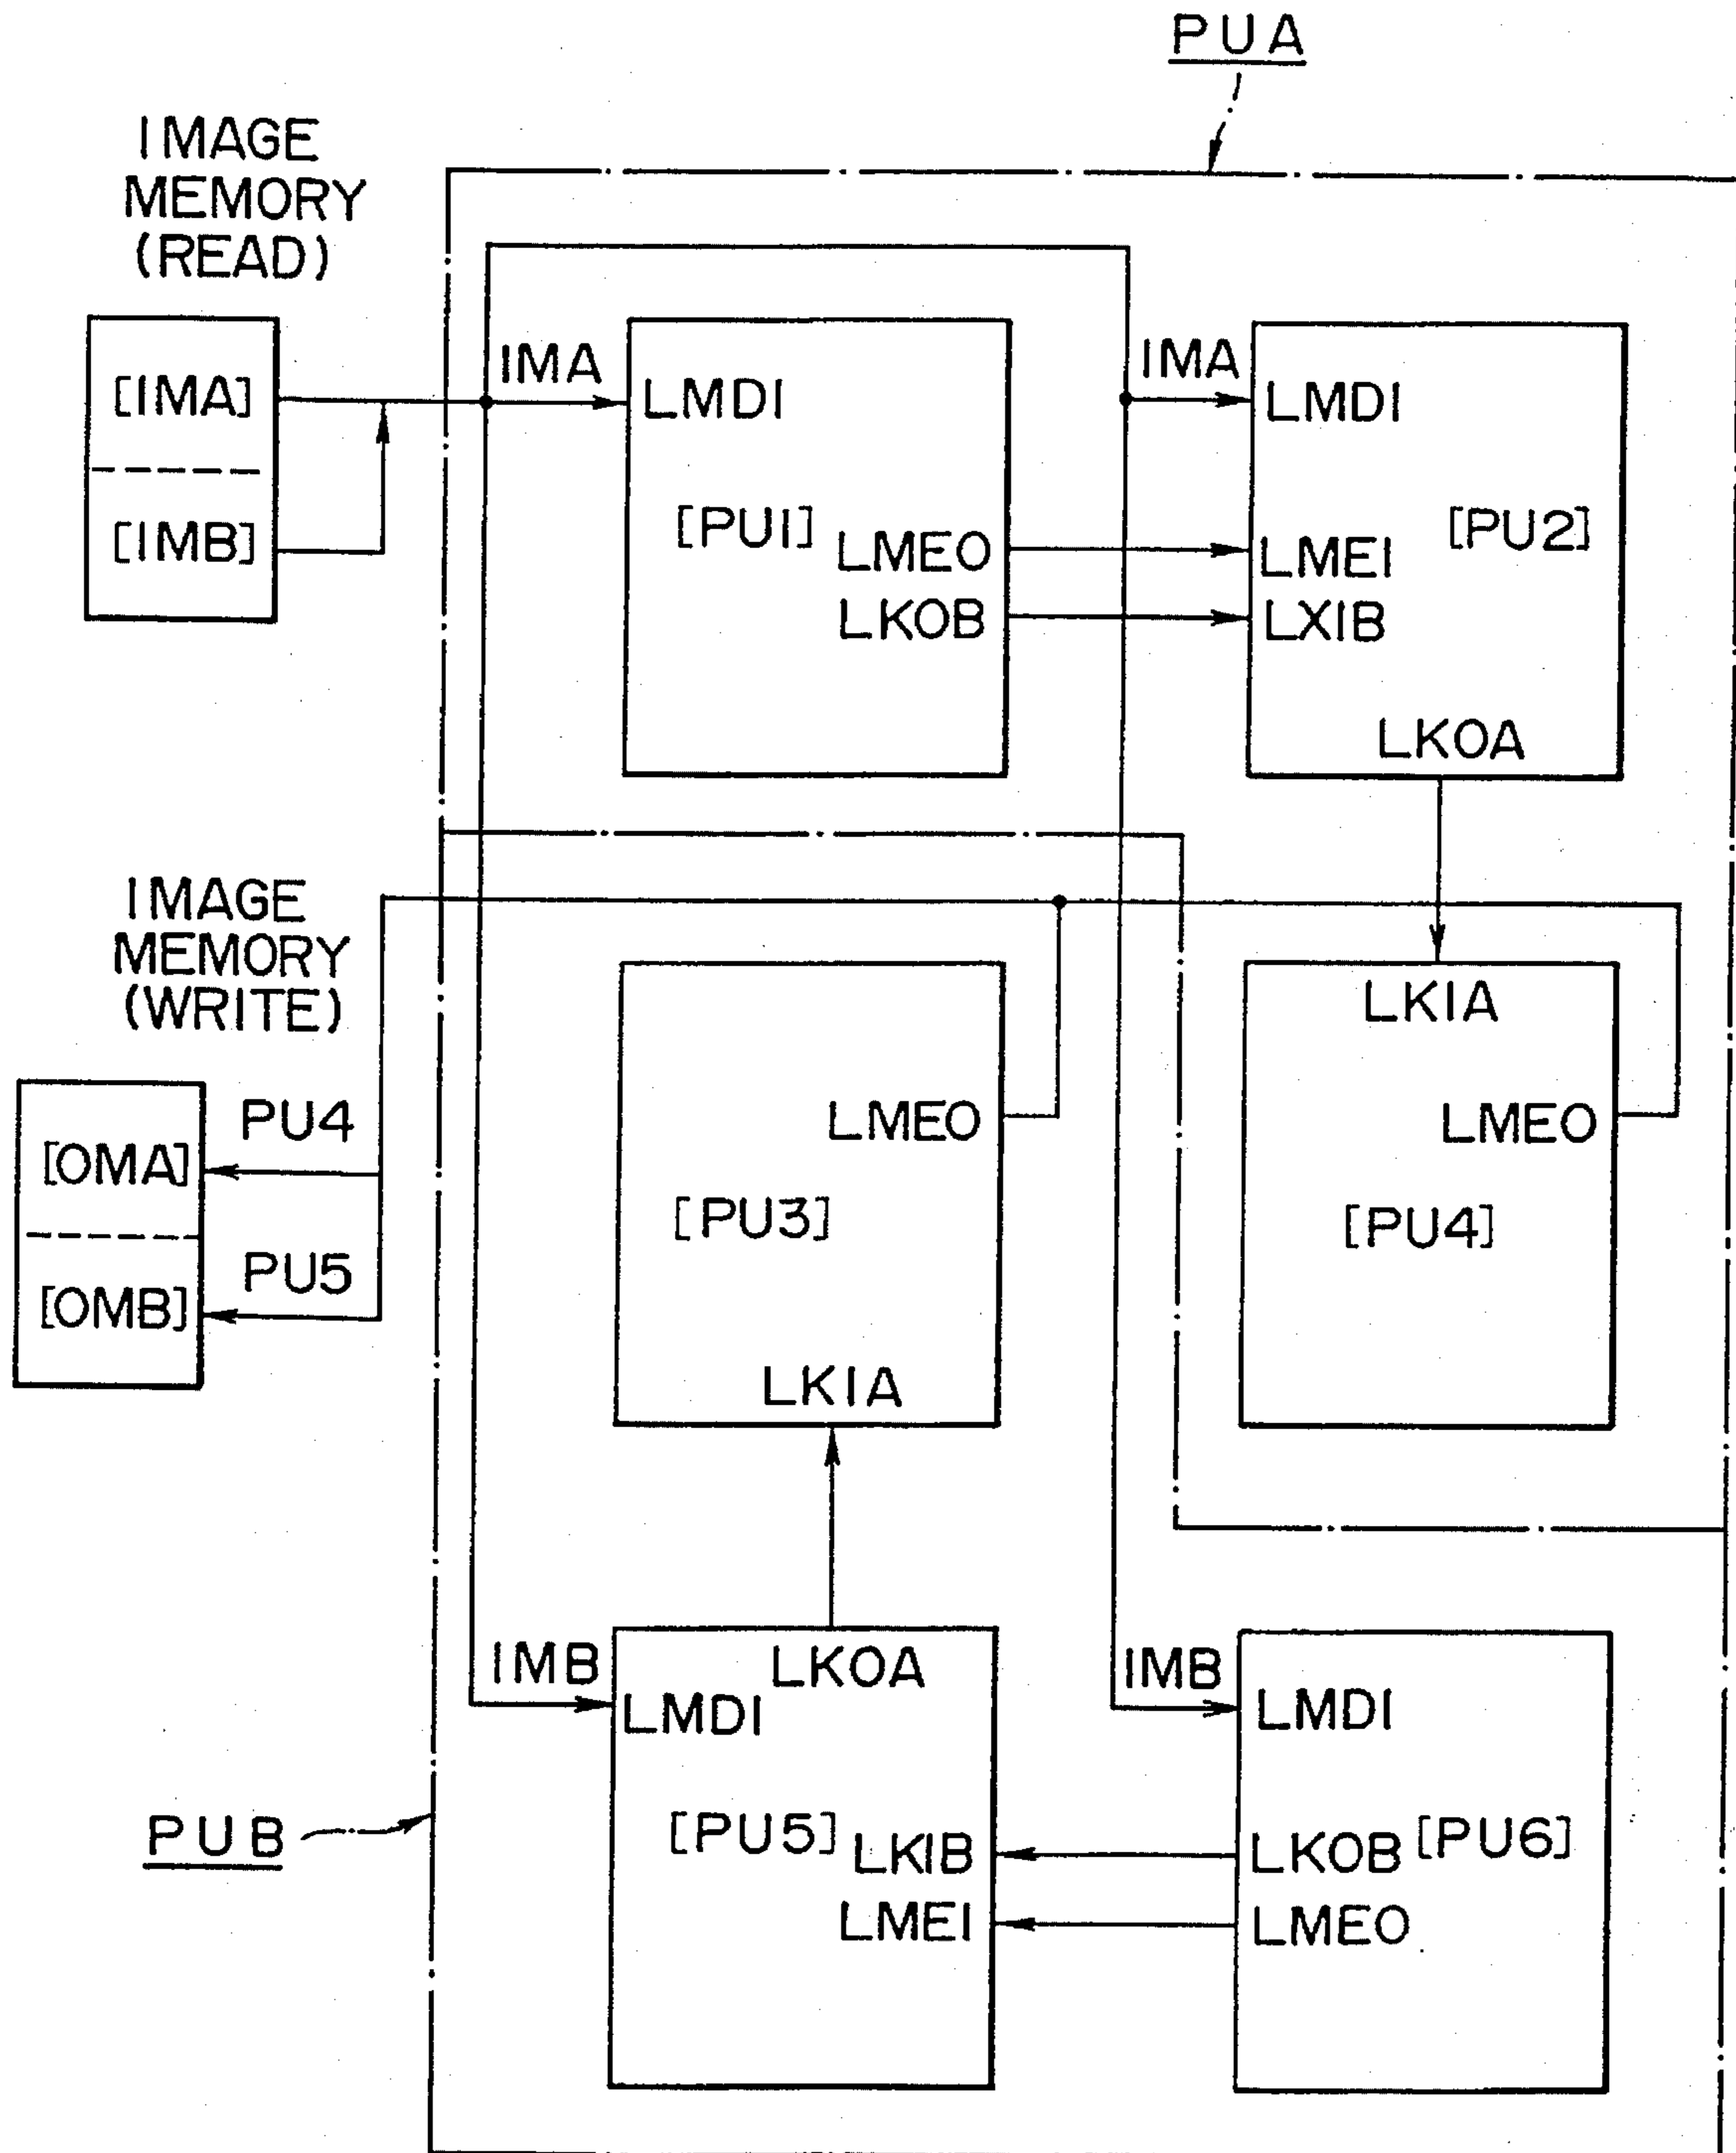 PUA
IMAGE
MEMORY
(READ)
[IMA]
[IMB]
IMA
LMDI
[PU1]
LMEO
LKOB
IMA
LMDI
[PU2]
LMEI
LXIB
LKOA
IMAGE
MEMORY
(WRITE)
[OMA]
[OMB]
PU4
PU5
LMEO
[PU3]
LKIA
LKIA
LMEO
[PU4]
IMB
LKOA
LMDI
[PU5]
LKIB
LMEI
IMB
LMDI
LKOB [PU6]
LMEO
PUB